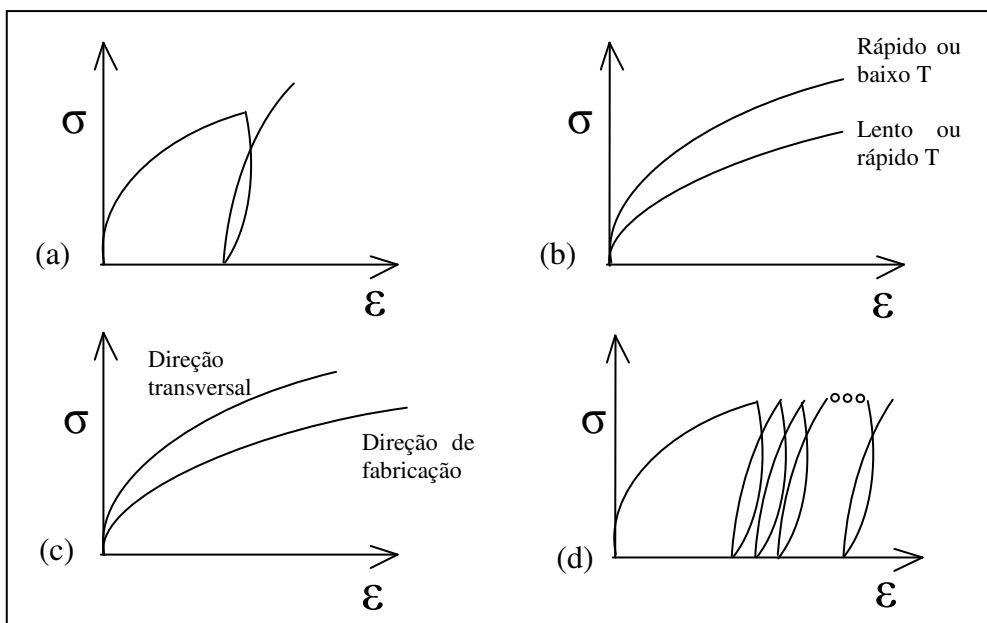 σ
(a)
ε
Rápido ou
baixo T
σ
Lento ou
rápido T
(b)
ε
Direção
transversal
σ
Direção de
fabricação
(c)
ε
σ
(d)
ε